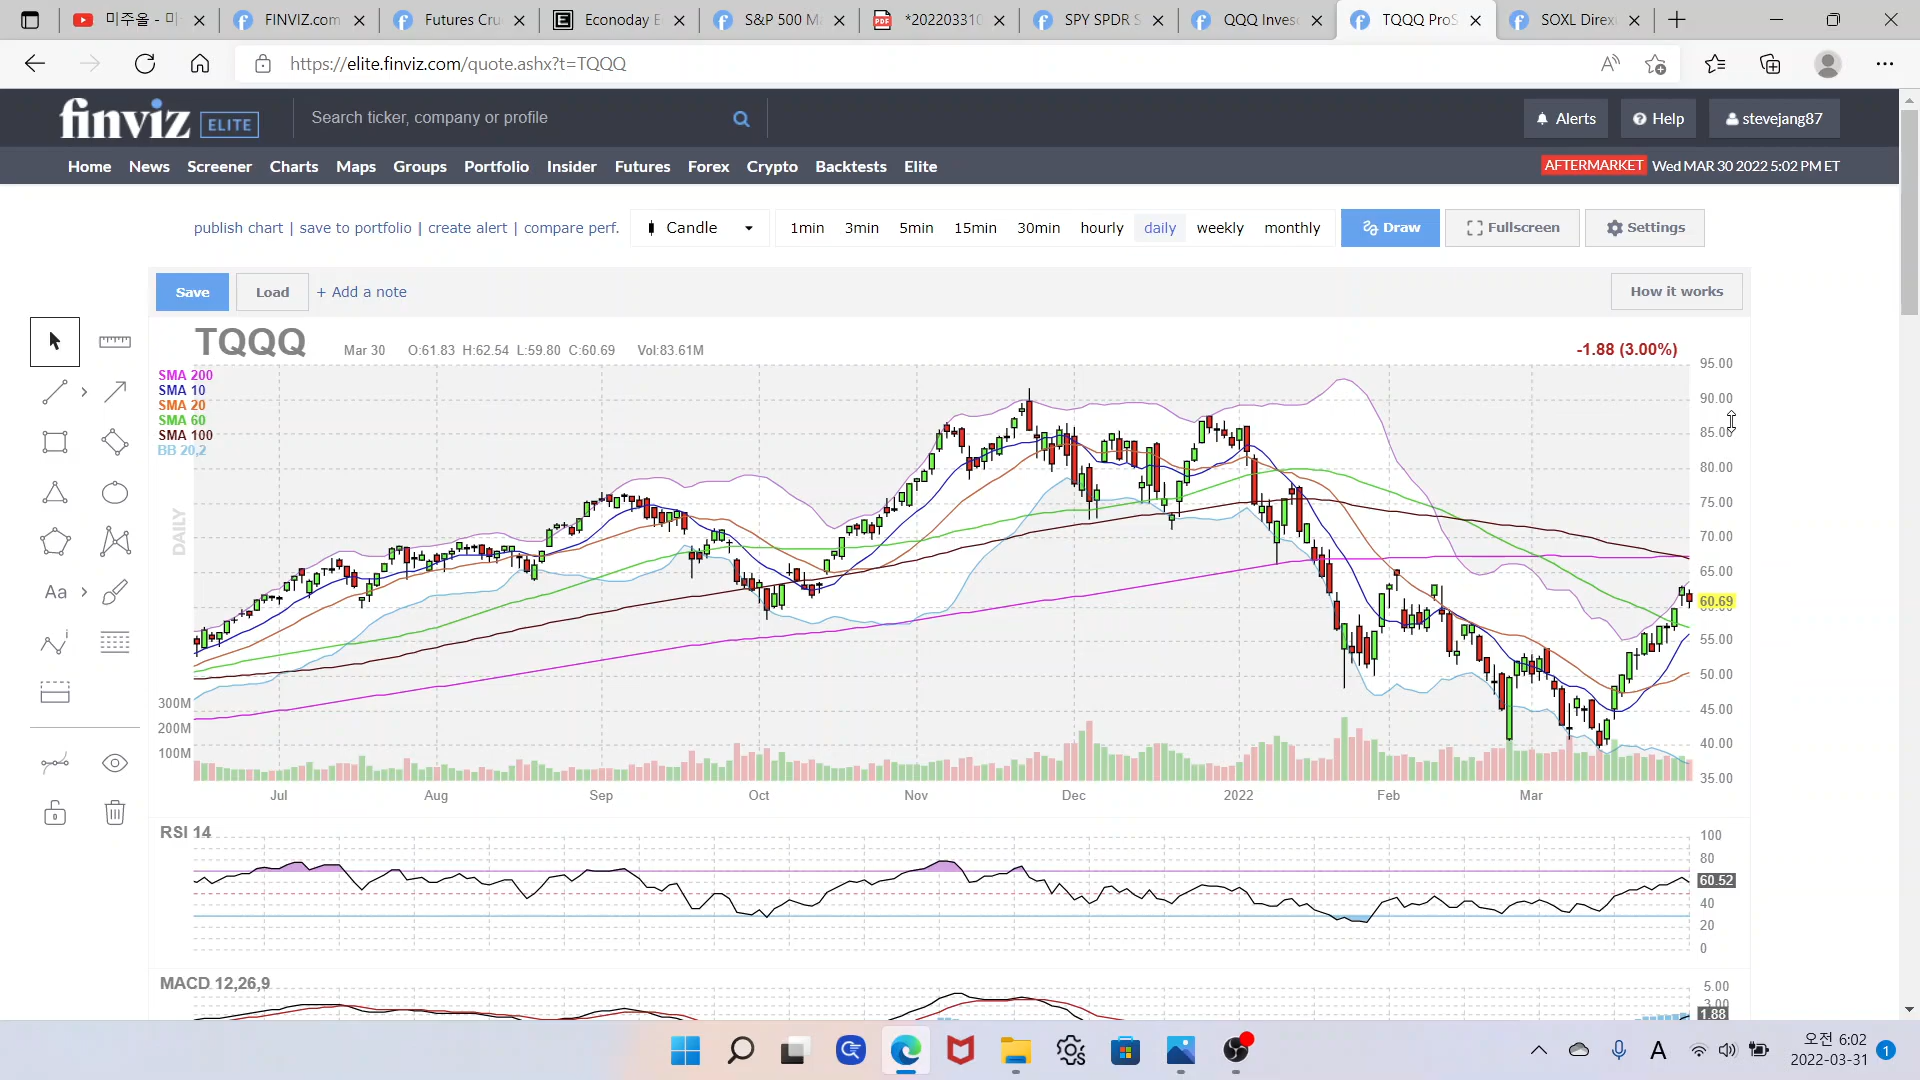 미주올 - 미
FINVIZ.com
Futures Cru
Econoday E
S&P 500 M
*202203310
SPY SPDR S
QQQ Inves
TQQQ ProS
SOXL Direx
https://elite.finviz.com/quote.ashx?t=TQQQ
finviz ELITE
Search ticker, company or profile
Alerts
Help
stevejang87
Home News Screener Charts Maps Groups Portfolio Insider Futures Forex Crypto Backtests Elite
AFTERMARKET Wed MAR 30 2022 5:02 PM ET
publish chart | save to portfolio | create alert | compare perf.
Candle
1min 3min 5min 15min 30min hourly daily weekly monthly
Draw
Fullscreen
Settings
Save
Load
+ Add a note
How it works
TQQQ
Mar 30 O:61.83 H:62.54 L:59.80 C:60.69 Vol:83.61M
-1.88 (3.00%)
SMA 200
SMA 10
SMA 20
SMA 60
SMA 100
BB 20,2
DAILY
Aa
95.00
90.00
85.00
80.00
75.00
70.00
65.00
60.69
55.00
50.00
45.00
40.00
35.00
300M
200M
100M
Jul Aug Sep Oct Nov Dec 2022 Feb Mar
RSI 14
100
80
60.52
40
20
0
MACD 12,26,9
5.00
3.00
1.88
A
오전 6:02
2022-03-31
1